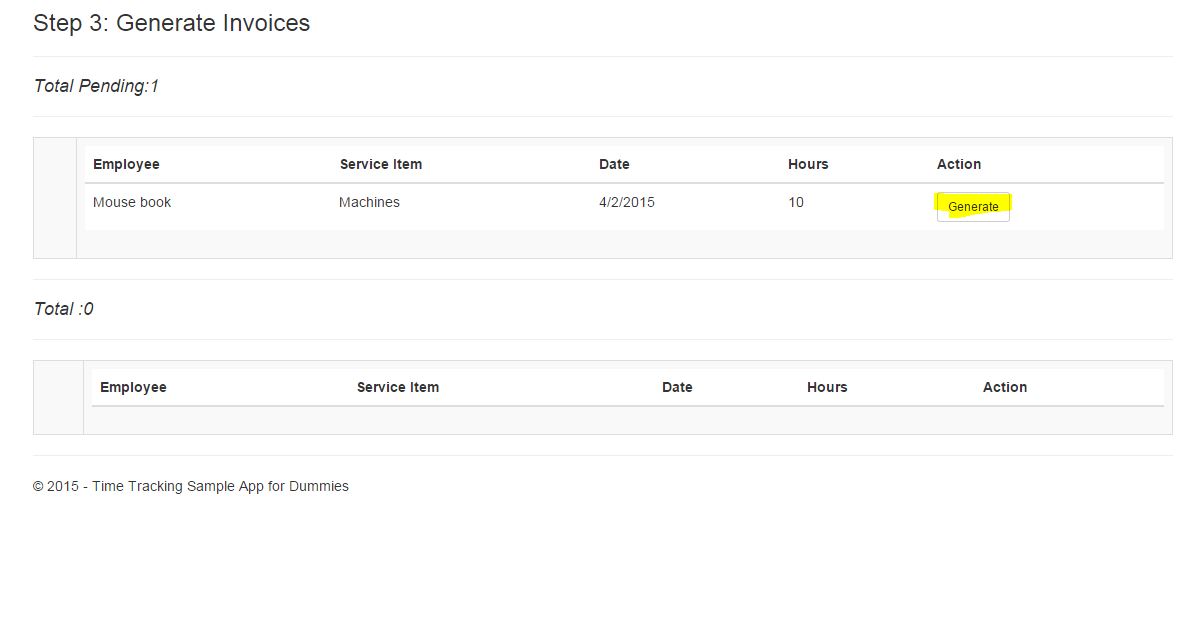 Step 3: Generate Invoices
Total Pending:1
Employee Service Item Date Hours Action
Mouse book Machines 4/2/2015 10 Generate
Total :0
Employee Service Item Date Hours Action
© 2015 - Time Tracking Sample App for Dummies